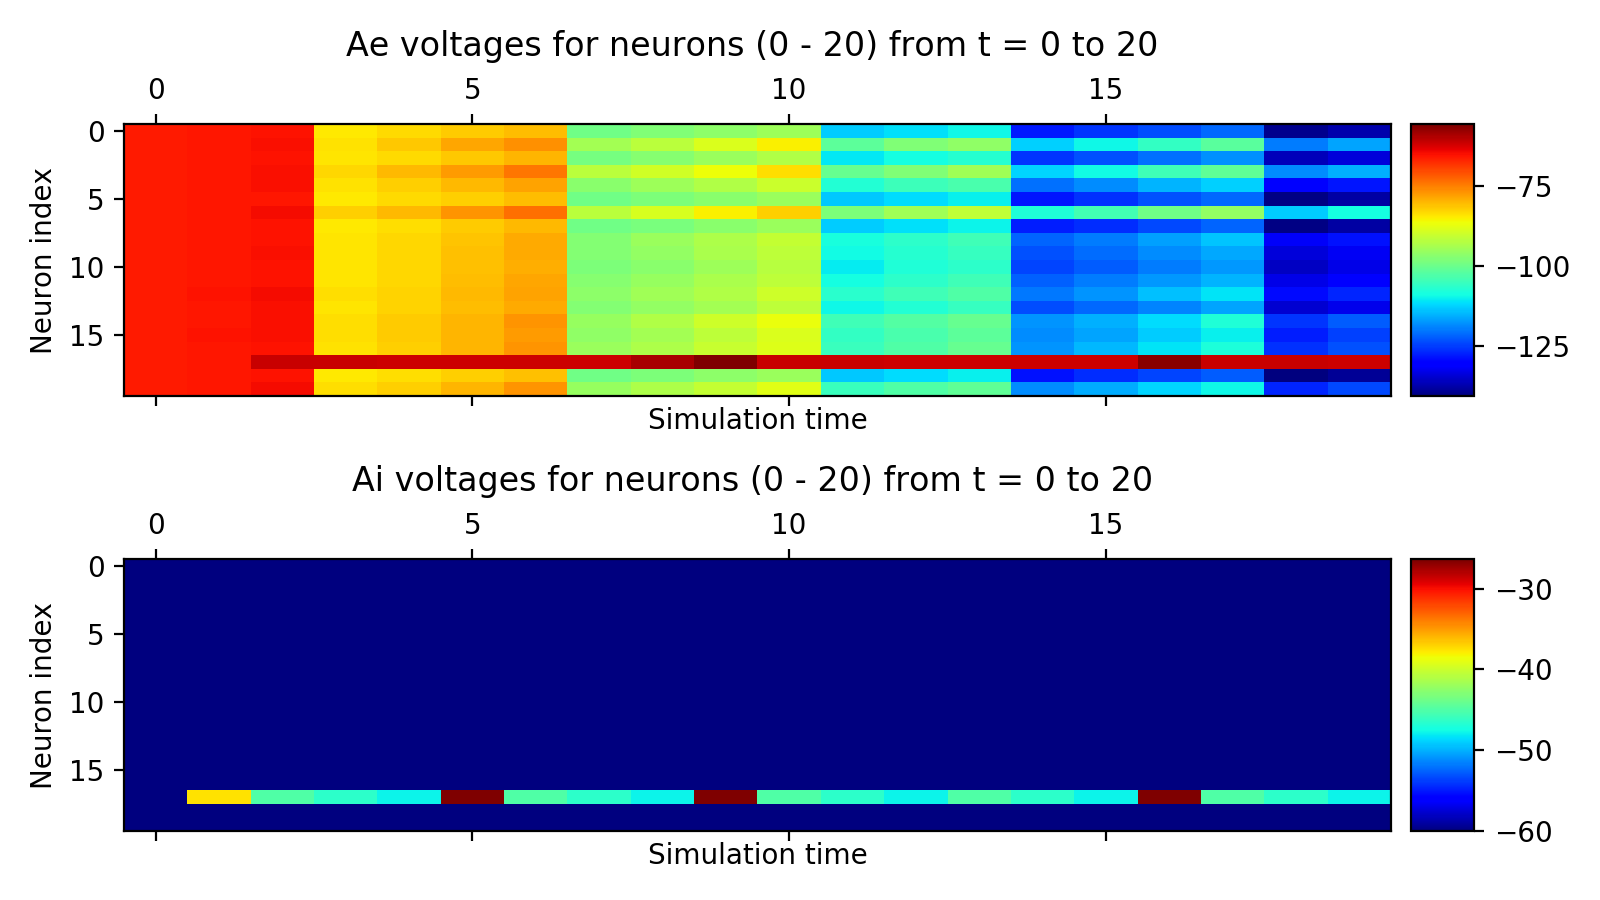 Ae voltages for neurons (0 - 20) from t = 0 to 20
0 5 10 15
Neuron index
0
5
10
15
Simulation time
−75
−100
−125
Ai voltages for neurons (0 - 20) from t = 0 to 20
0 5 10 15
Neuron index
0
5
10
15
Simulation time
−30
−40
−50
−60